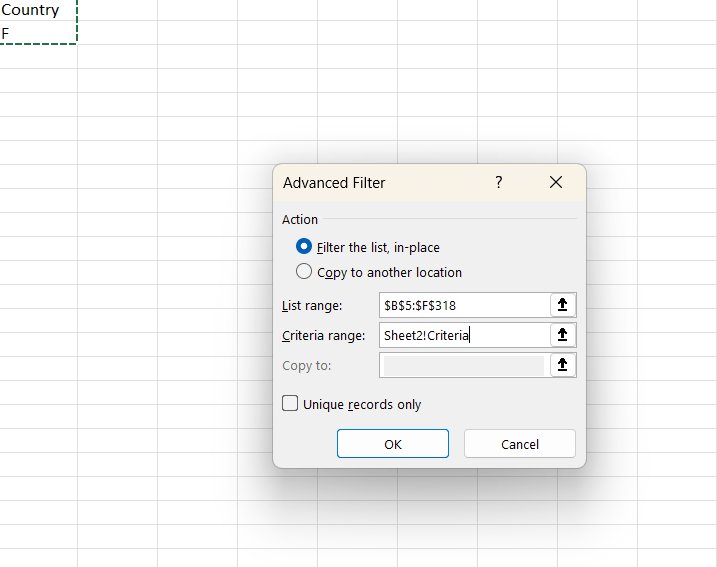 Country
F
Advanced Filter ?
Action
Filter the list, in-place
Copy to another location
List range: $B$5:$F$318
Criteria range: Sheet2!Criteria
Copy to:
Unique records only
OK Cancel